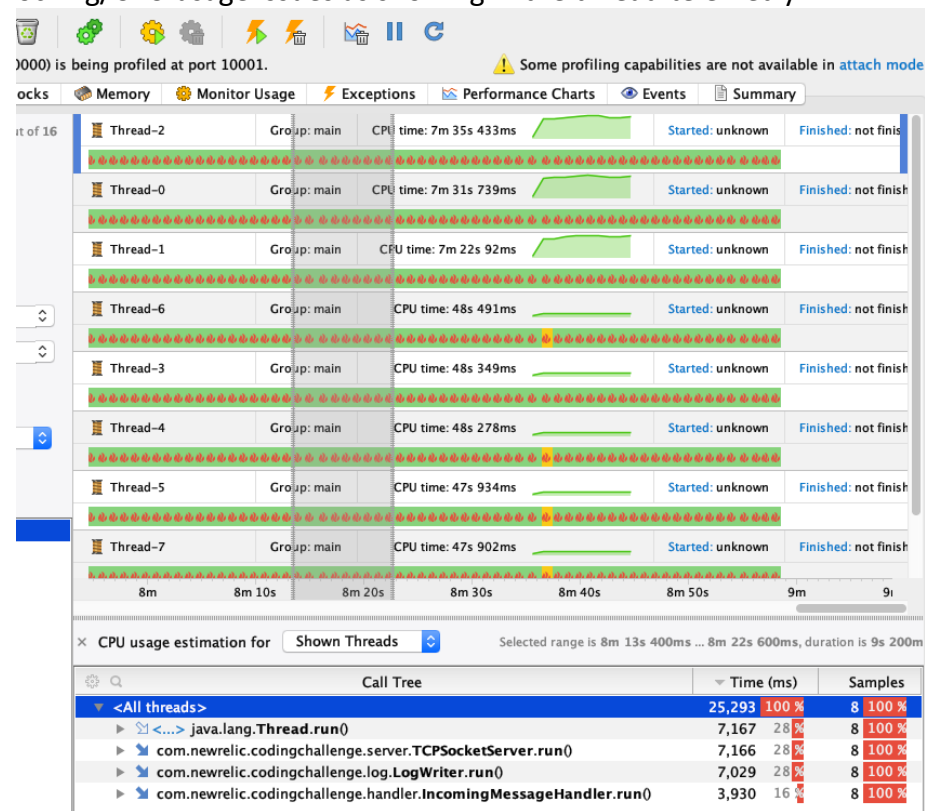 0000) is being profiled at port 10001.
Some profiling capabilities are not available in attach mode
ocks Memory Monitor Usage Exceptions Performance Charts Events Summary
ut of 16
Thread-2 Group: main CPU time: 7m 35s 433ms Started: unknown Finished: not finis
Thread-0 Group: main CPU time: 7m 31s 739ms Started: unknown Finished: not finish
Thread-1 Group: main CPU time: 7m 22s 92ms Started: unknown Finished: not finish
Thread-6 Group: main CPU time: 48s 491ms Started: unknown Finished: not finish
Thread-3 Group: main CPU time: 48s 349ms Started: unknown Finished: not finish
Thread-4 Group: main CPU time: 48s 278ms Started: unknown Finished: not finish
Thread-5 Group: main CPU time: 47s 934ms Started: unknown Finished: not finish
Thread-7 Group: main CPU time: 47s 902ms Started: unknown Finished: not finish
8m 8m 10s 8m 20s 8m 30s 8m 40s 8m 50s 9m
× CPU usage estimation for Shown Threads Selected range is 8m 13s 400ms ... 8m 22s 600ms, duration is 9s 200m
Call Tree Time (ms) Samples
<All threads> 25,293 100 % 8 100 %
<...> java.lang.Thread.run() 7,167 28 % 8 100 %
com.newrelic.codingchallenge.server.TCPSocketServer.run() 7,166 28 % 8 100 %
com.newrelic.codingchallenge.log.LogWriter.run() 7,029 28 % 8 100 %
com.newrelic.codingchallenge.handler.IncomingMessageHandler.run() 3,930 16 % 8 100 %